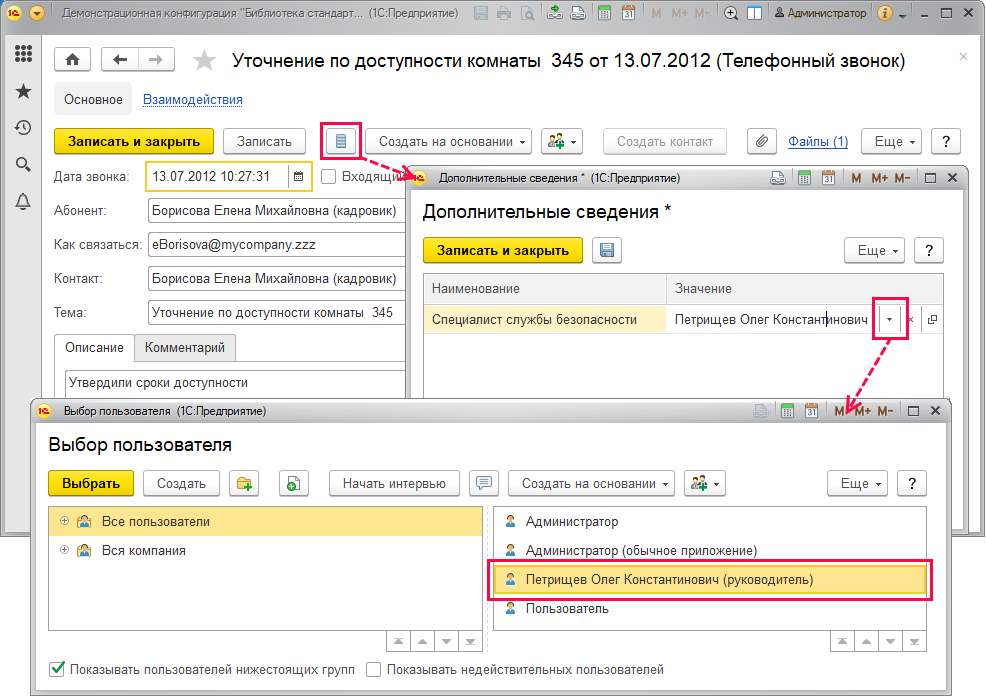 Демонстрационная конфигурация "Библиотека стандарт... (1С:Предприятие) M M+ M- Администратор
Уточнение по доступности комнаты 345 от 13.07.2012 (Телефонный звонок)
Основное Взаимодействия
Записать и закрыть Записать Создать на основании Создать контакт Файлы (1) Еще ?
Дата звонка: 13.07.2012 10:27:31 Входящий
Абонент: Борисова Елена Михайловна (кадровик)
Как связаться: eBorisova@mycompany.zzz
Контакт: Борисова Елена Михайловна (кадровик)
Тема: Уточнение по доступности комнаты 345
Описание Комментарий
Утвердили сроки доступности
Дополнительные сведения * (1С:Предприятие) M M+ M-
Дополнительные сведения *
Записать и закрыть Еще ?
Наименование Значение
Специалист службы безопасности Петрищев Олег Константинович
Выбор пользователя (1С:Предприятие) M M+ M-
Выбор пользователя
Выбрать Создать Начать интервью Создать на основании Еще ?
Все пользователи
Вся компания
Администратор
Администратор (обычное приложение)
Петрищев Олег Константинович (руководитель)
Пользователь
Показывать пользователей нижестоящих групп Показывать недействительных пользователей